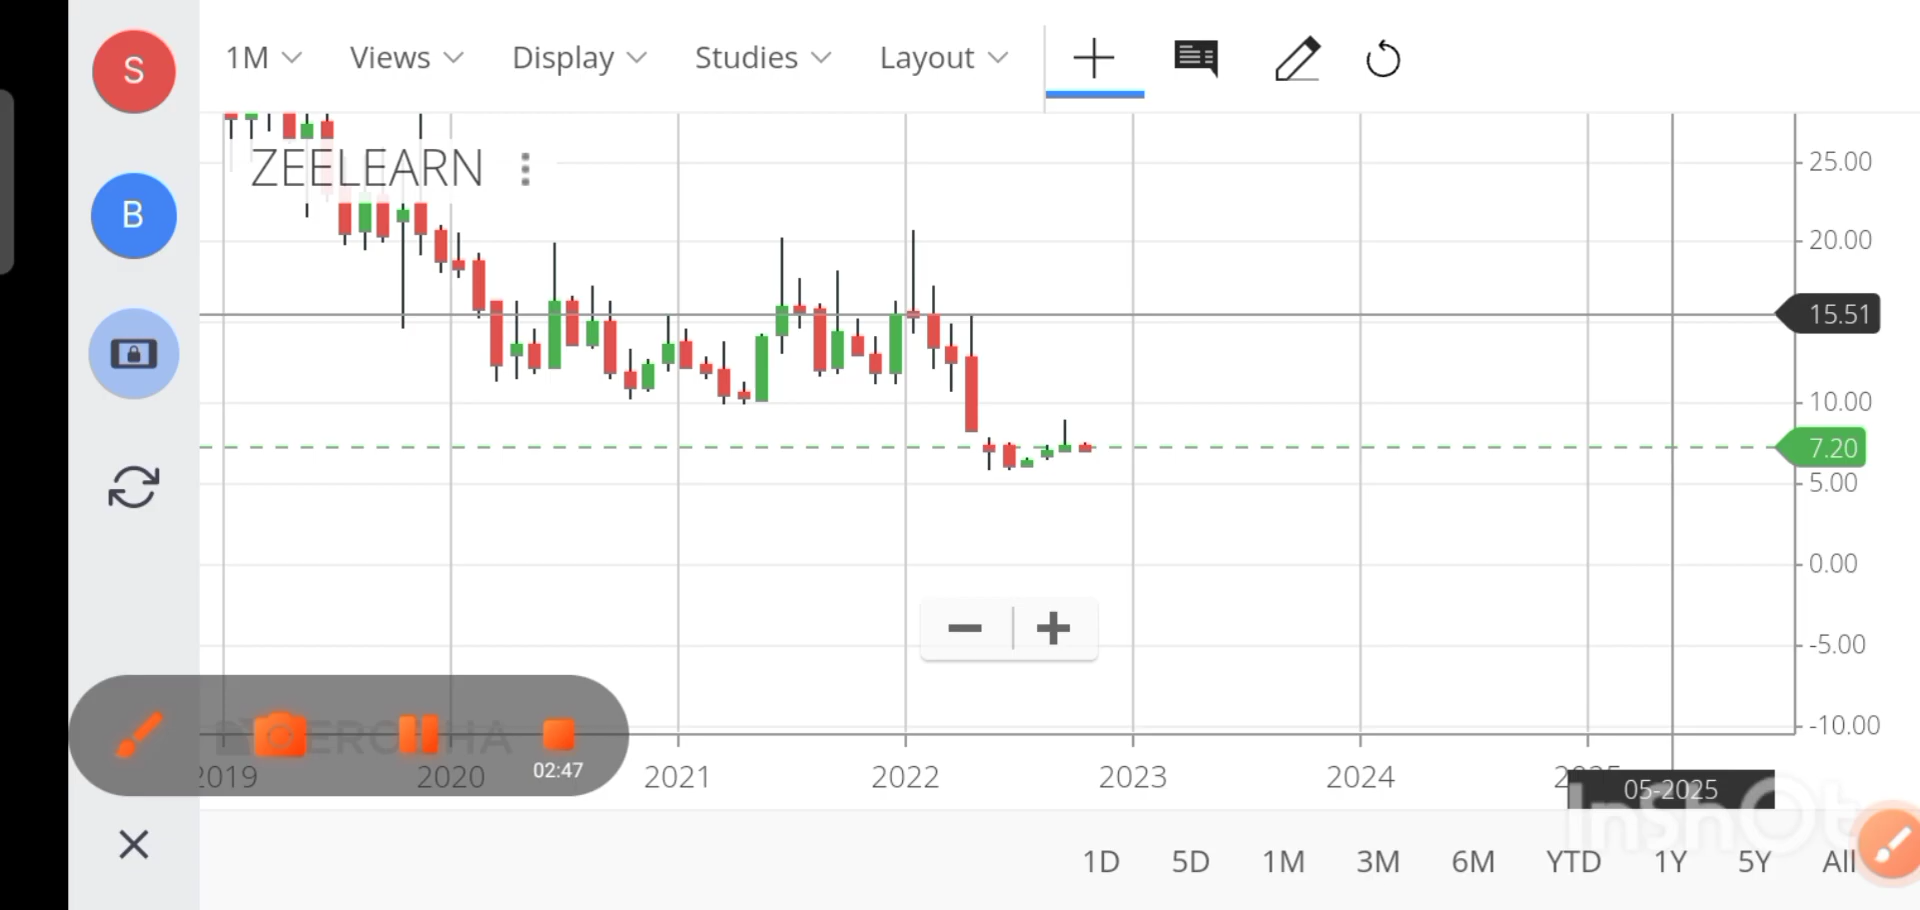 S
1M Views Display Studies Layout
B
ZEELEARN
25.00
20.00
15.51
10.00
7.20
5.00
0.00
-5.00
-10.00
02:47
2019 2020 2021 2022 2023 2024
05-2025
InShOt
1D 5D 1M 3M 6M YTD 1Y 5Y All